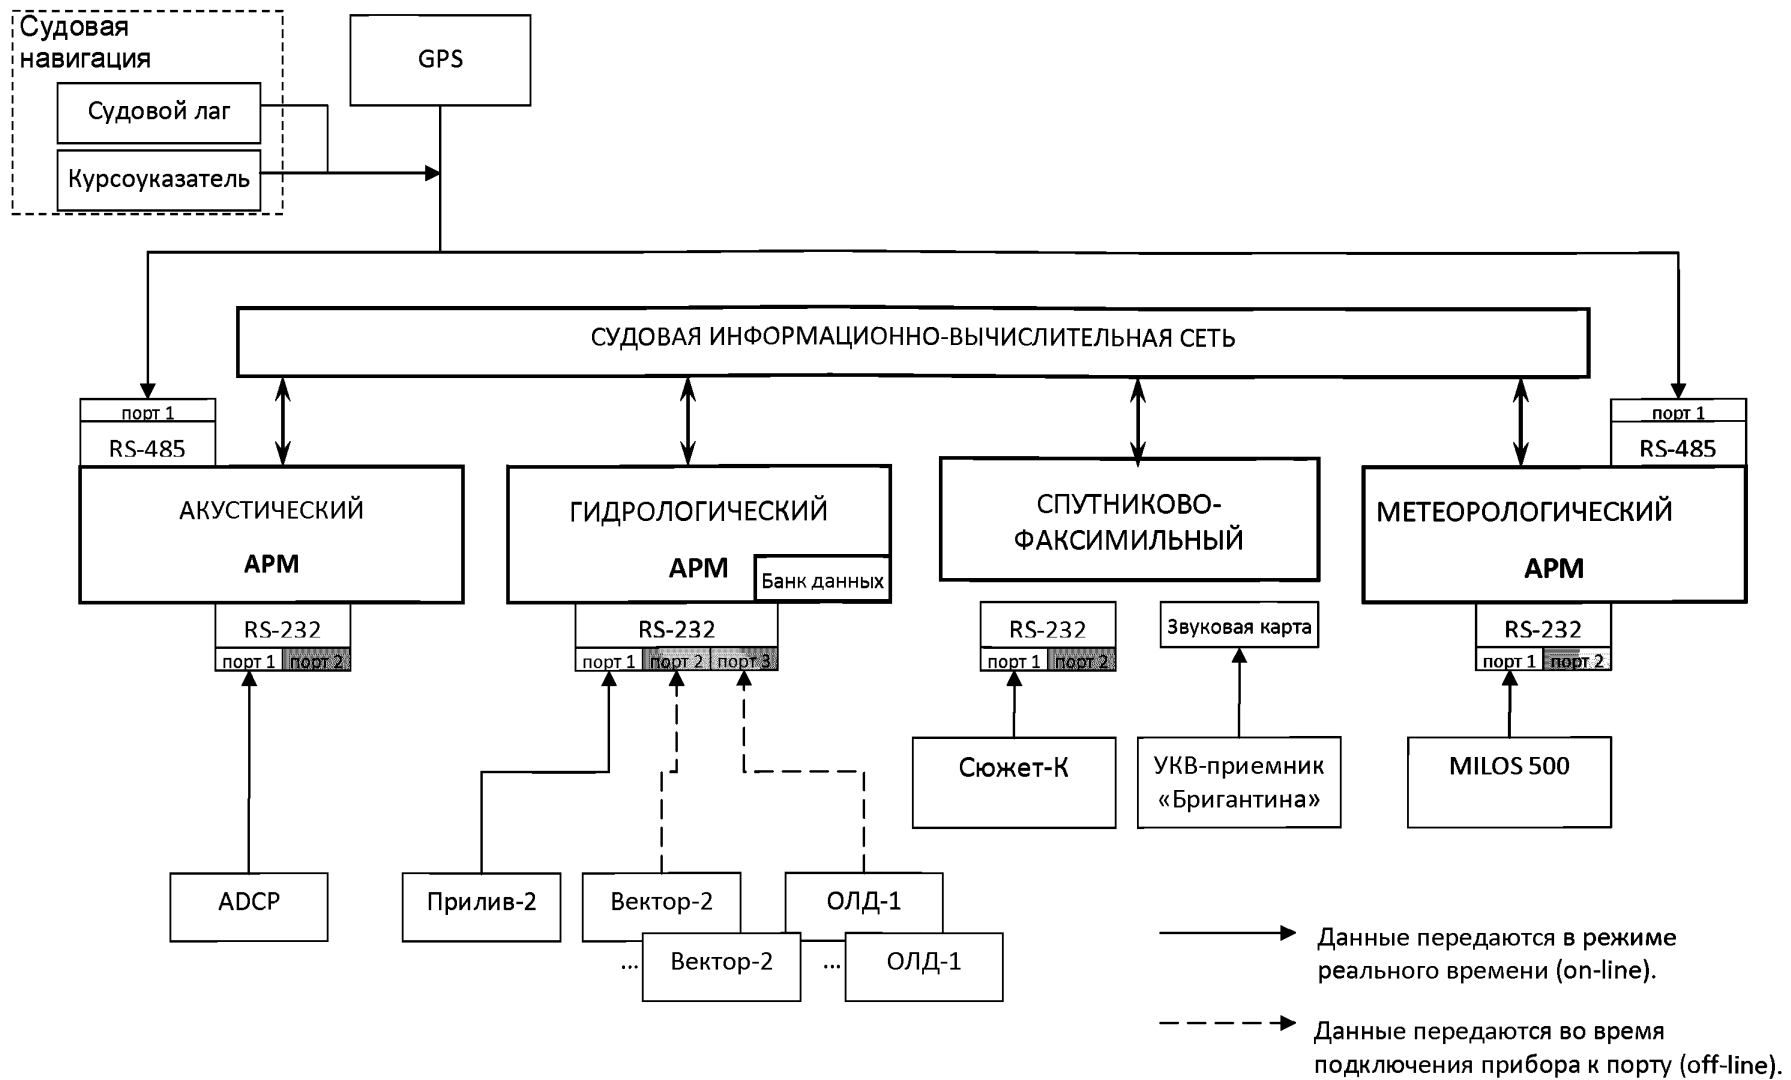 Судовая
навигация
GPS
Судовой лаг
Курсоуказатель
СУДОВАЯ ИНФОРМАЦИОННО-ВЫЧИСЛИТЕЛЬНАЯ СЕТЬ
порт 1
RS-485
порт 1
RS-485
АКУСТИЧЕСКИЙ
АРМ
ГИДРОЛОГИЧЕСКИЙ
АРМ
Банк данных
СПУТНИКОВО-
ФАКСИМИЛЬНЫЙ
МЕТЕОРОЛОГИЧЕСКИЙ
АРМ
RS-232
порт 1 порт 2
RS-232
порт 1 порт 2 порт 3
RS-232
порт 1 порт 2
Звуковая карта
RS-232
порт 1 порт 2
Сюжет-К
УКВ-приемник
«Бригантина»
MILOS 500
ADCP
Прилив-2
Вектор-2
ОЛД-1
... Вектор-2
... ОЛД-1
Данные передаются в режиме
реального времени (on-line).
Данные передаются во время
подключения прибора к порту (off-line).